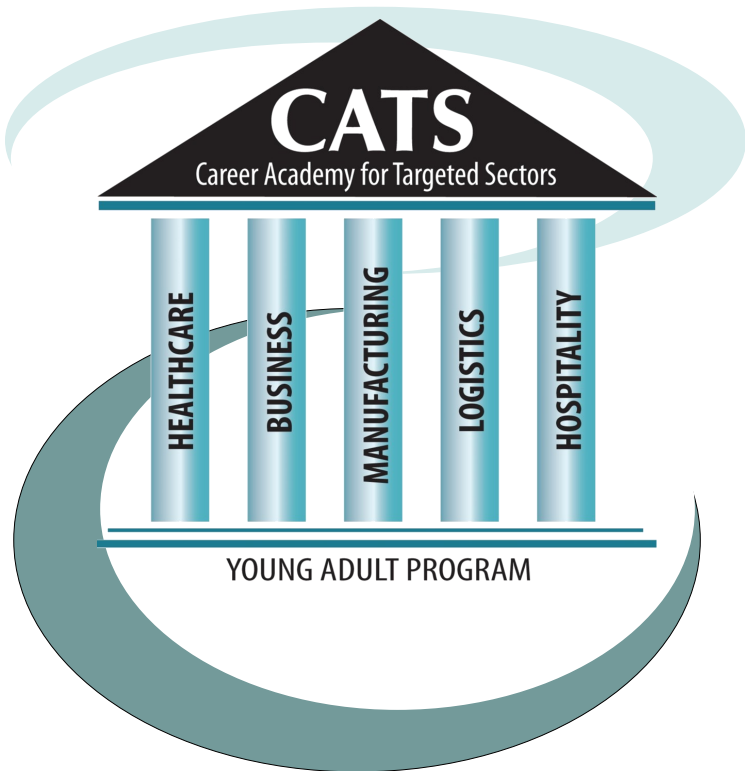 CATS
Career Academy for Targeted Sectors
HEALTHCARE
BUSINESS
MANUFACTURING
LOGISTICS
HOSPITALITY
YOUNG ADULT PROGRAM